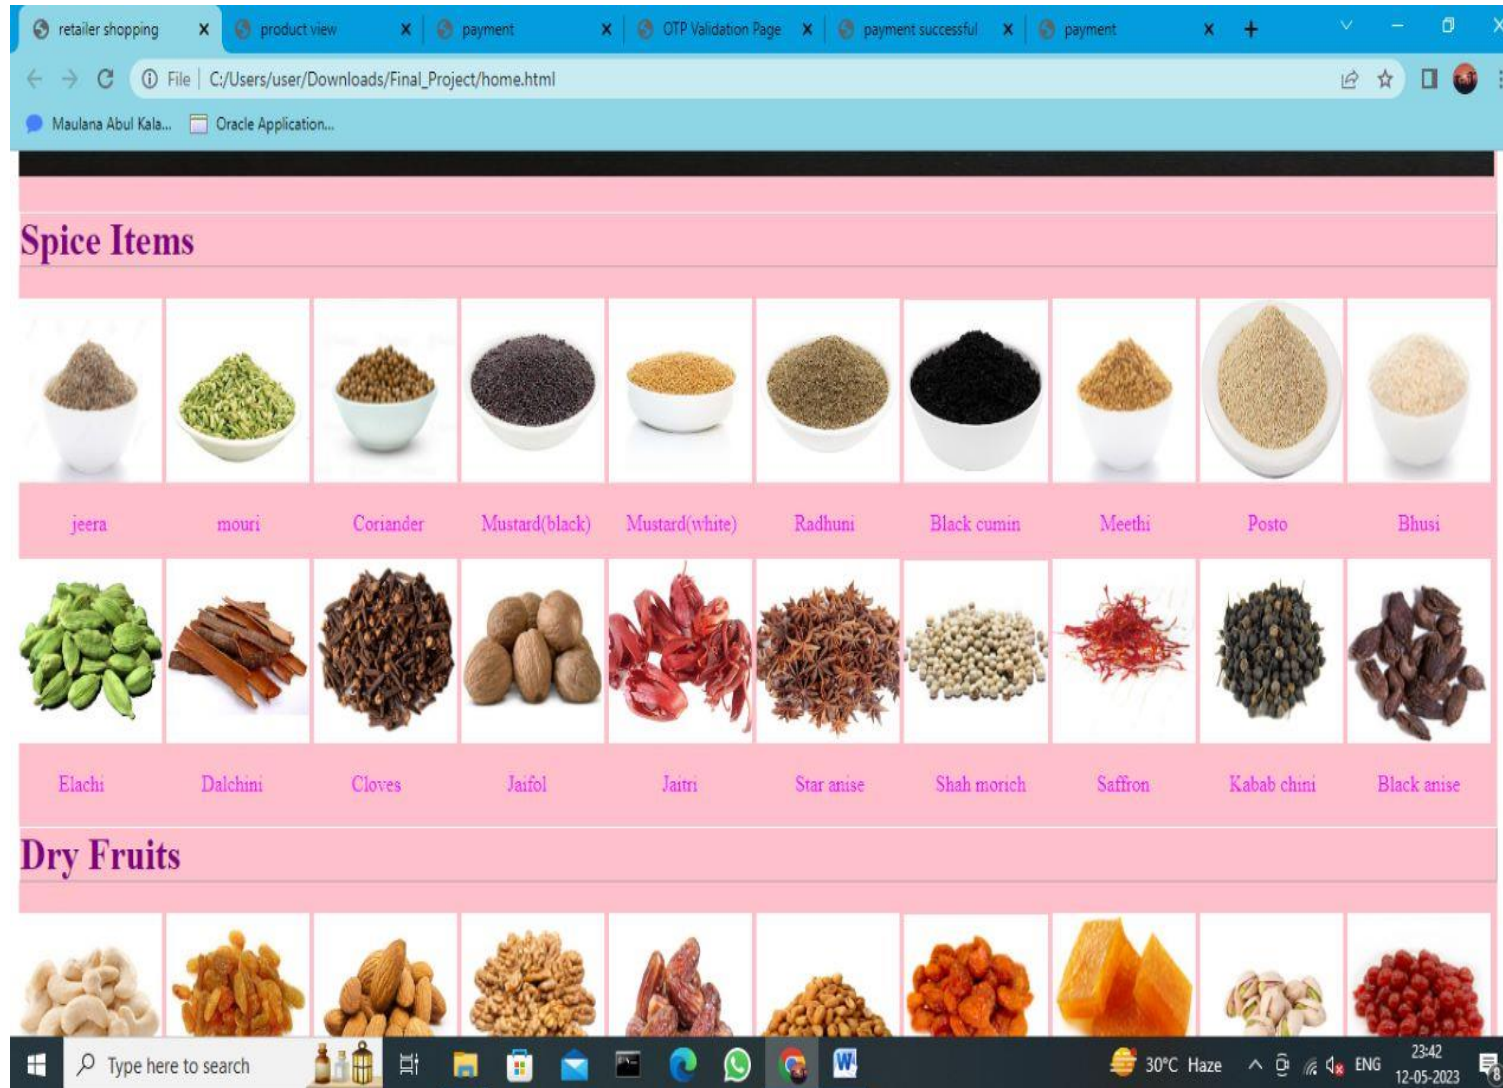 retailer shopping
product view
payment
OTP Validation Page
payment successful
payment
File
C:/Users/user/Downloads/Final_Project/home.html
Maulana Abul Kala...
Oracle Application...
Spice Items
jeera mouri Coriander Mustard(black) Mustard(white) Radhuni Black cumin Meethi Posto Bhusi
Elachi Dalchini Cloves Jaifol Jaitri Star anise Shah morich Saffron Kabab chini Black anise
Dry Fruits
Type here to search
30°C Haze
ENG
23:42
12-05-2023
8